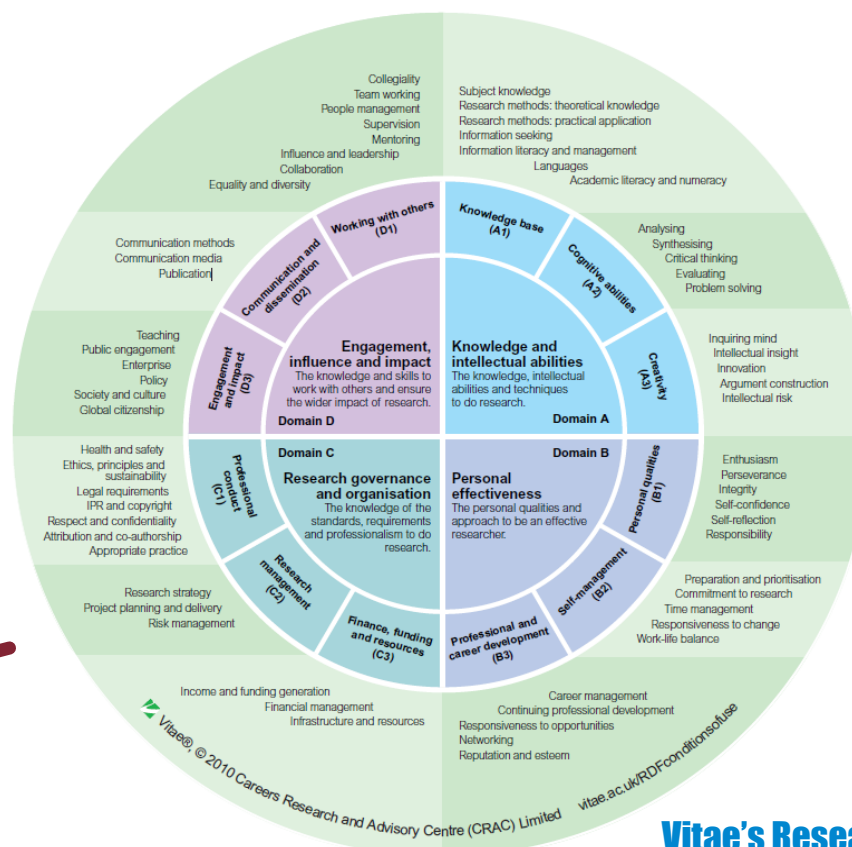 Collegiality
Team working
People management
Supervision
Mentoring
Influence and leadership
Collaboration
Equality and diversity
Subject knowledge
Research methods: theoretical knowledge
Research methods: practical application
Information seeking
Information literacy and management
Languages
Academic literacy and numeracy
Working with others
(D1)
Knowledge base
(A1)
Communication methods
Communication media
Publication
Communication and
dissemination
(D2)
Cognitive abilities
(A2)
Analysing
Synthesising
Critical thinking
Evaluating
Problem solving
Teaching
Public engagement
Enterprise
Policy
Society and culture
Global citizenship
Engagement
and impact
(D3)
Engagement,
influence and impact
The knowledge and skills to
work with others and ensure
the wider impact of research.
Domain D
Knowledge and
intellectual abilities
The knowledge, intellectual
abilities and techniques
to do research.
Domain A
Creativity
(A3)
Inquiring mind
Intellectual insight
Innovation
Argument construction
Intellectual risk
Health and safety
Ethics, principles and
sustainability
Legal requirements
IPR and copyright
Respect and confidentiality
Attribution and co-authorship
Appropriate practice
Professional
conduct
(C1)
Domain C
Research governance
and organisation
The knowledge of the
standards, requirements
and professionalism to do
research.
Domain B
Personal
effectiveness
The personal qualities and
approach to be an effective
researcher.
Personal qualities
(B1)
Enthusiasm
Perseverance
Integrity
Self-confidence
Self-reflection
Responsibility
Research strategy
Project planning and delivery
Risk management
Research
management
(C2)
Self-management
(B2)
Preparation and prioritisation
Commitment to research
Time management
Responsiveness to change
Work-life balance
Finance, funding
and resources
(C3)
Professional and
career development
(B3)
Income and funding generation
Financial management
Infrastructure and resources
Career management
Continuing professional development
Responsiveness to opportunities
Networking
Reputation and esteem
Vitae®, © 2010 Careers Research and Advisory Centre (CRAC) Limited
vitae.ac.uk/RDFconditionsofuse
Vitae's Resea